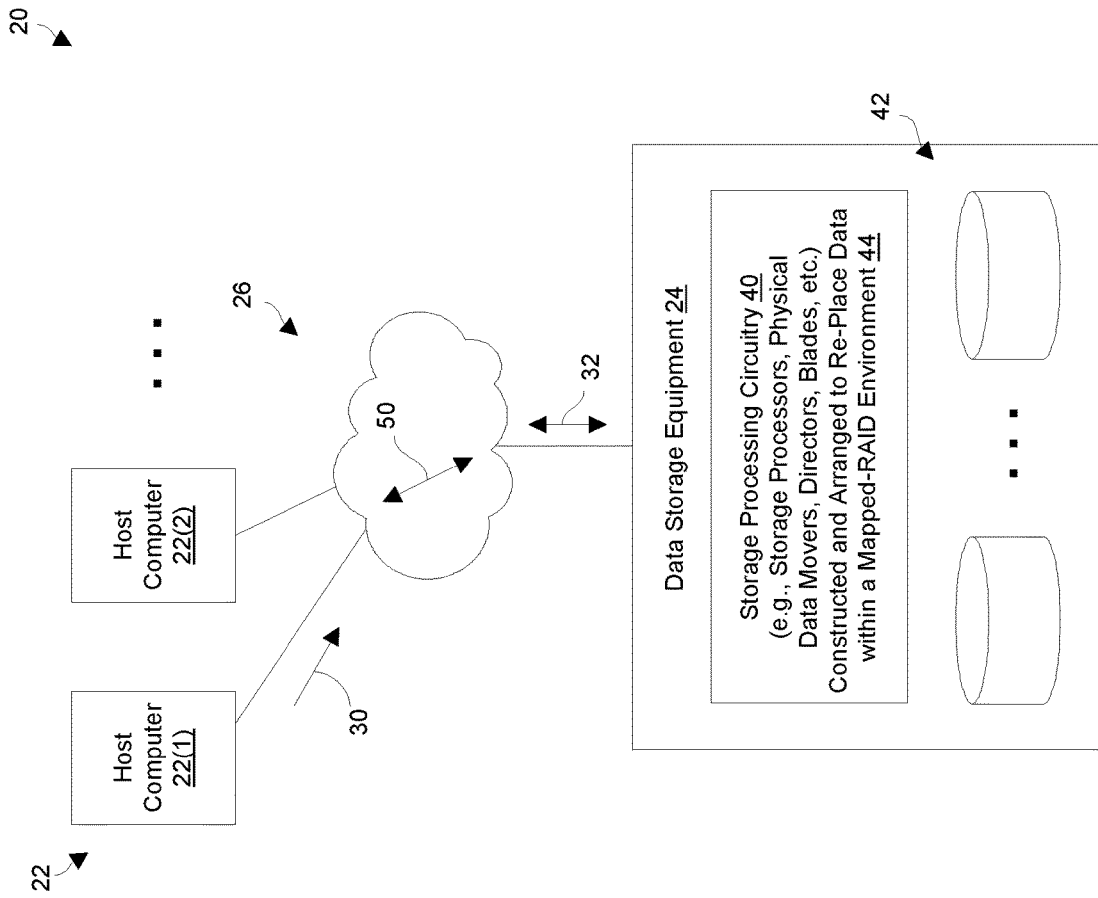 20
22
Host
Computer
22(1)
Host
Computer
22(2)
26
30
50
32
Data Storage Equipment 24
42
Storage Processing Circuitry 40
(e.g., Storage Processors, Physical
Data Movers, Directors, Blades, etc.)
Constructed and Arranged to Re-Place Data
within a Mapped-RAID Environment 44